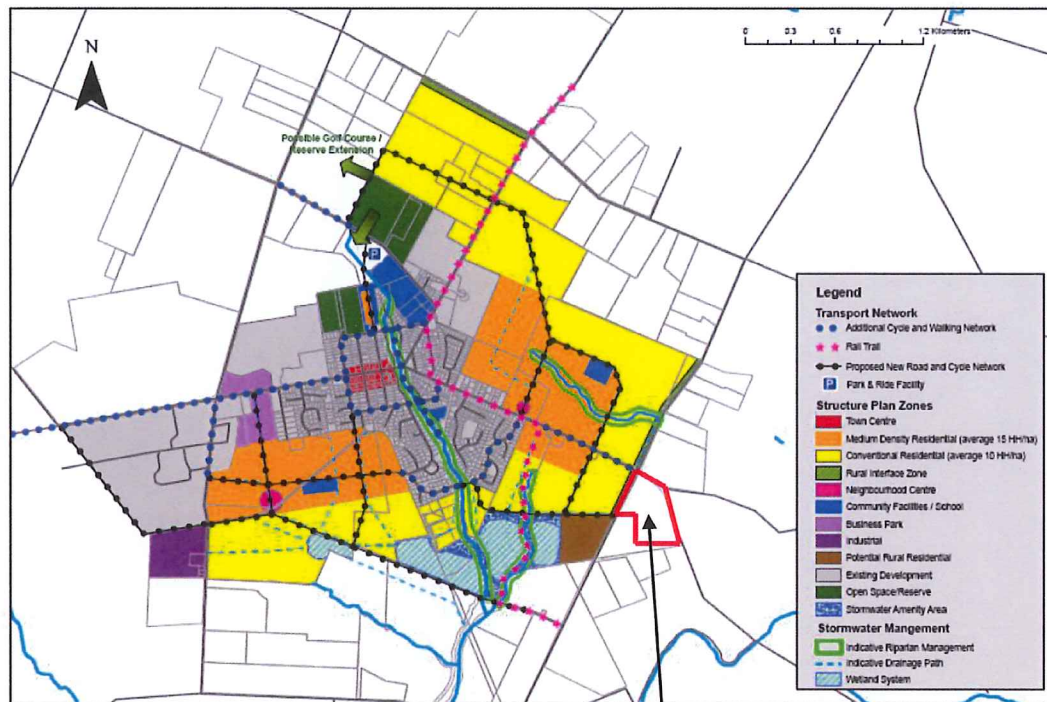 N
0 0.3 0.6 1.2 Kilometers
Possible Golf Course /
Reserve Extension
P
Legend
Transport Network
Additional Cycle and Walking Network
Rail Trail
Proposed New Road and Cycle Network
P Park & Ride Facility
Structure Plan Zones
Town Centre
Medium Density Residential (average 15 HH/ha)
Conventional Residential (average 10 HH/ha)
Rural Interface Zone
Neighbourhood Centre
Community Facilities / School
Business Park
Industrial
Potential Rural Residential
Existing Development
Open Space/Reserve
Stormwater Amenity Area
Stormwater Mangement
Indicative Riparian Management
Indicative Drainage Path
Wetland System